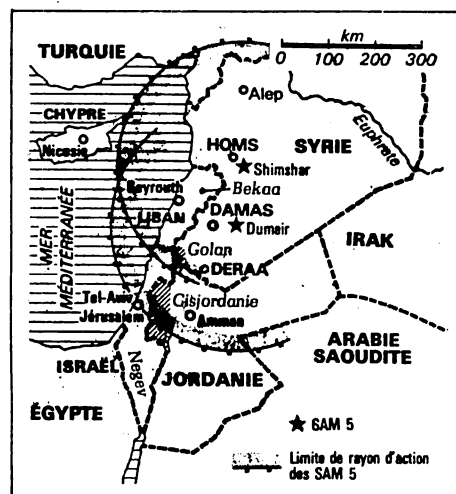 km
0 100 200 300
TURQUIE
Alep
CHYPRE
Nicosie
HOMS
SYRIE
Euphrate
Shimshar
Beyrouth
Bekaa
LIBAN
DAMAS
Dumeir
MER
MÉDITERRANÉE
IRAK
Golan
DERAA
Tel-Aviv
Cisjordanie
Jérusalem
Amman
ARABIE
SAOUDITE
ISRAËL
Negev
JORDANIE
ÉGYPTE
SAM 5
Limite de rayon d'action
des SAM 5